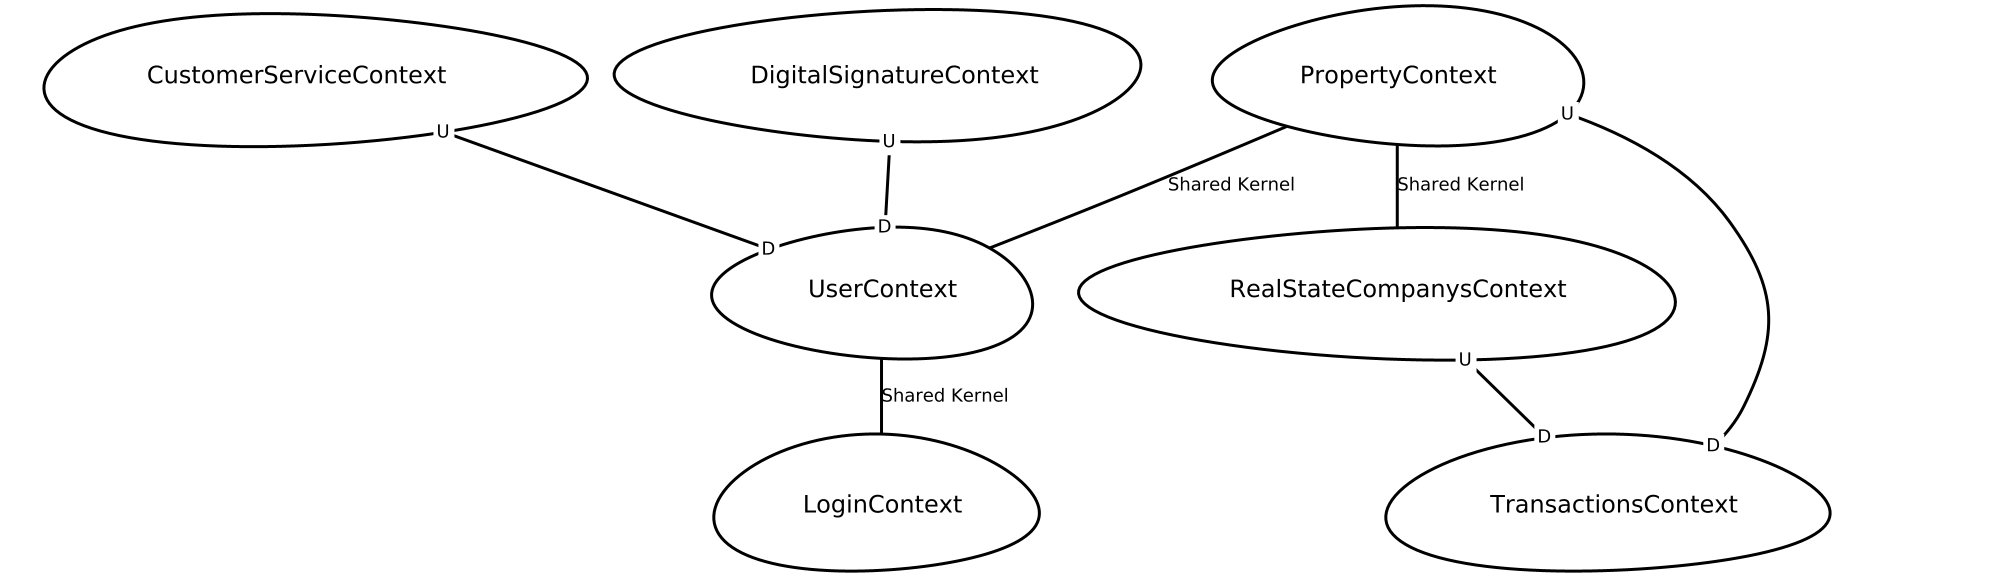 CustomerServiceContext
DigitalSignatureContext
PropertyContext
U
U
U
Shared Kernel
Shared Kernel
D
D
UserContext
RealStateCompanysContext
U
Shared Kernel
D
D
LoginContext
TransactionsContext